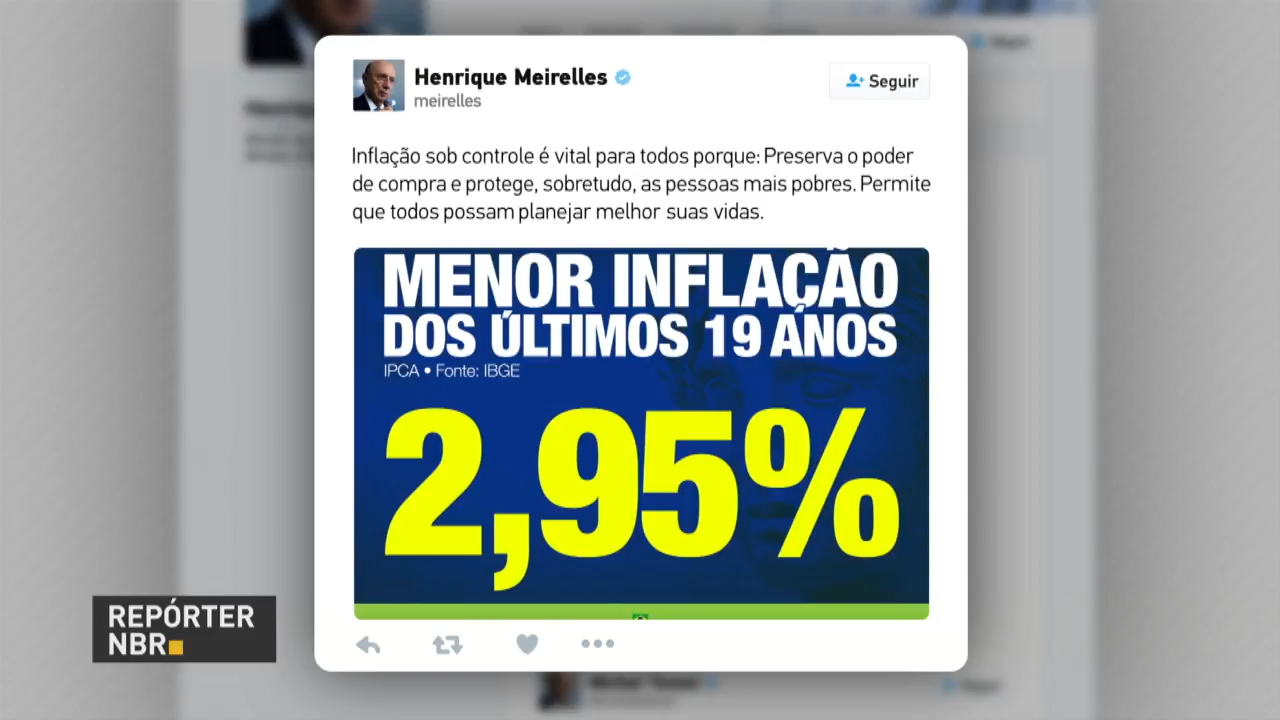 Henrique Meirelles
meirelles
Seguir
Inflação sob controle é vital para todos porque: Preserva o poder
de compra e protege, sobretudo, as pessoas mais pobres. Permite
que todos possam planejar melhor suas vidas.
MENOR INFLAÇÃO
DOS ÚLTIMOS 19 ANOS
IPCA • Fonte: IBGE
2,95%
REPÓRTER
NBR